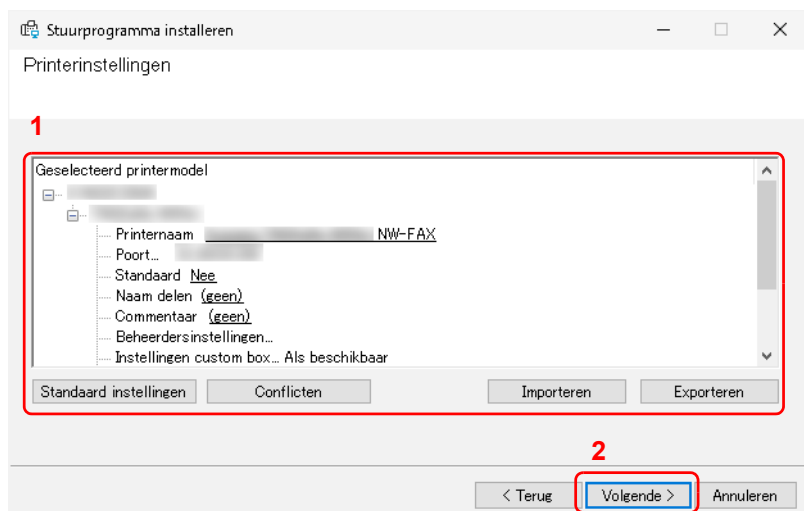 Stuurprogramma installeren
Printerinstellingen
1
Geselecteerd printermodel
Printernaam NW-FAX
Poort...
Standaard Nee
Naam delen (geen)
Commentaar (geen)
Beheerdersinstellingen...
Instellingen custom box... Als beschikbaar
Standaard instellingen Conflicten Importeren Exporteren
2
< Terug Volgende > Annuleren